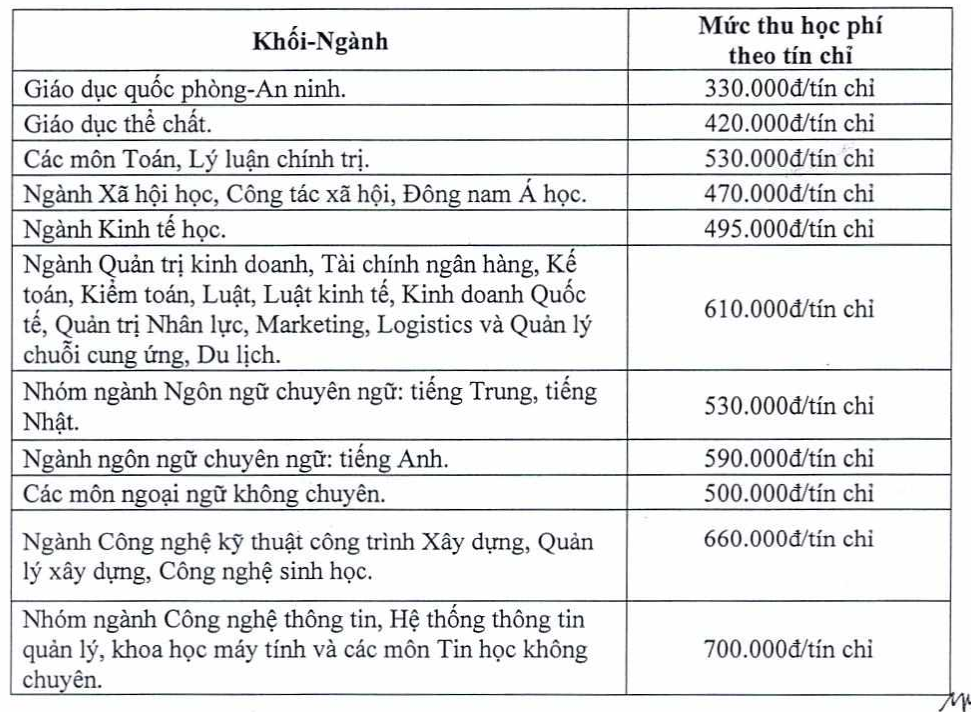 Khối-Ngành
Mức thu học phí
theo tín chỉ
Giáo dục quốc phòng-An ninh.
330.000đ/tín chỉ
Giáo dục thể chất.
420.000đ/tín chỉ
Các môn Toán, Lý luận chính trị.
530.000đ/tín chỉ
Ngành Xã hội học, Công tác xã hội, Đông nam Á học.
470.000đ/tín chỉ
Ngành Kinh tế học.
495.000đ/tín chỉ
Ngành Quản trị kinh doanh, Tài chính ngân hàng, Kế
toán, Kiểm toán, Luật, Luật kinh tế, Kinh doanh Quốc
tế, Quản trị Nhân lực, Marketing, Logistics và Quản lý
chuỗi cung ứng, Du lịch.
610.000đ/tín chỉ
Nhóm ngành Ngôn ngữ chuyên ngữ: tiếng Trung, tiếng
Nhật.
530.000đ/tín chỉ
Ngành ngôn ngữ chuyên ngữ: tiếng Anh.
590.000đ/tín chỉ
Các môn ngoại ngữ không chuyên.
500.000đ/tín chỉ
Ngành Công nghệ kỹ thuật công trình Xây dựng, Quản
lý xây dựng, Công nghệ sinh học.
660.000đ/tín chỉ
Nhóm ngành Công nghệ thông tin, Hệ thống thông tin
quản lý, khoa học máy tính và các môn Tin học không
chuyên.
700.000đ/tín chỉ